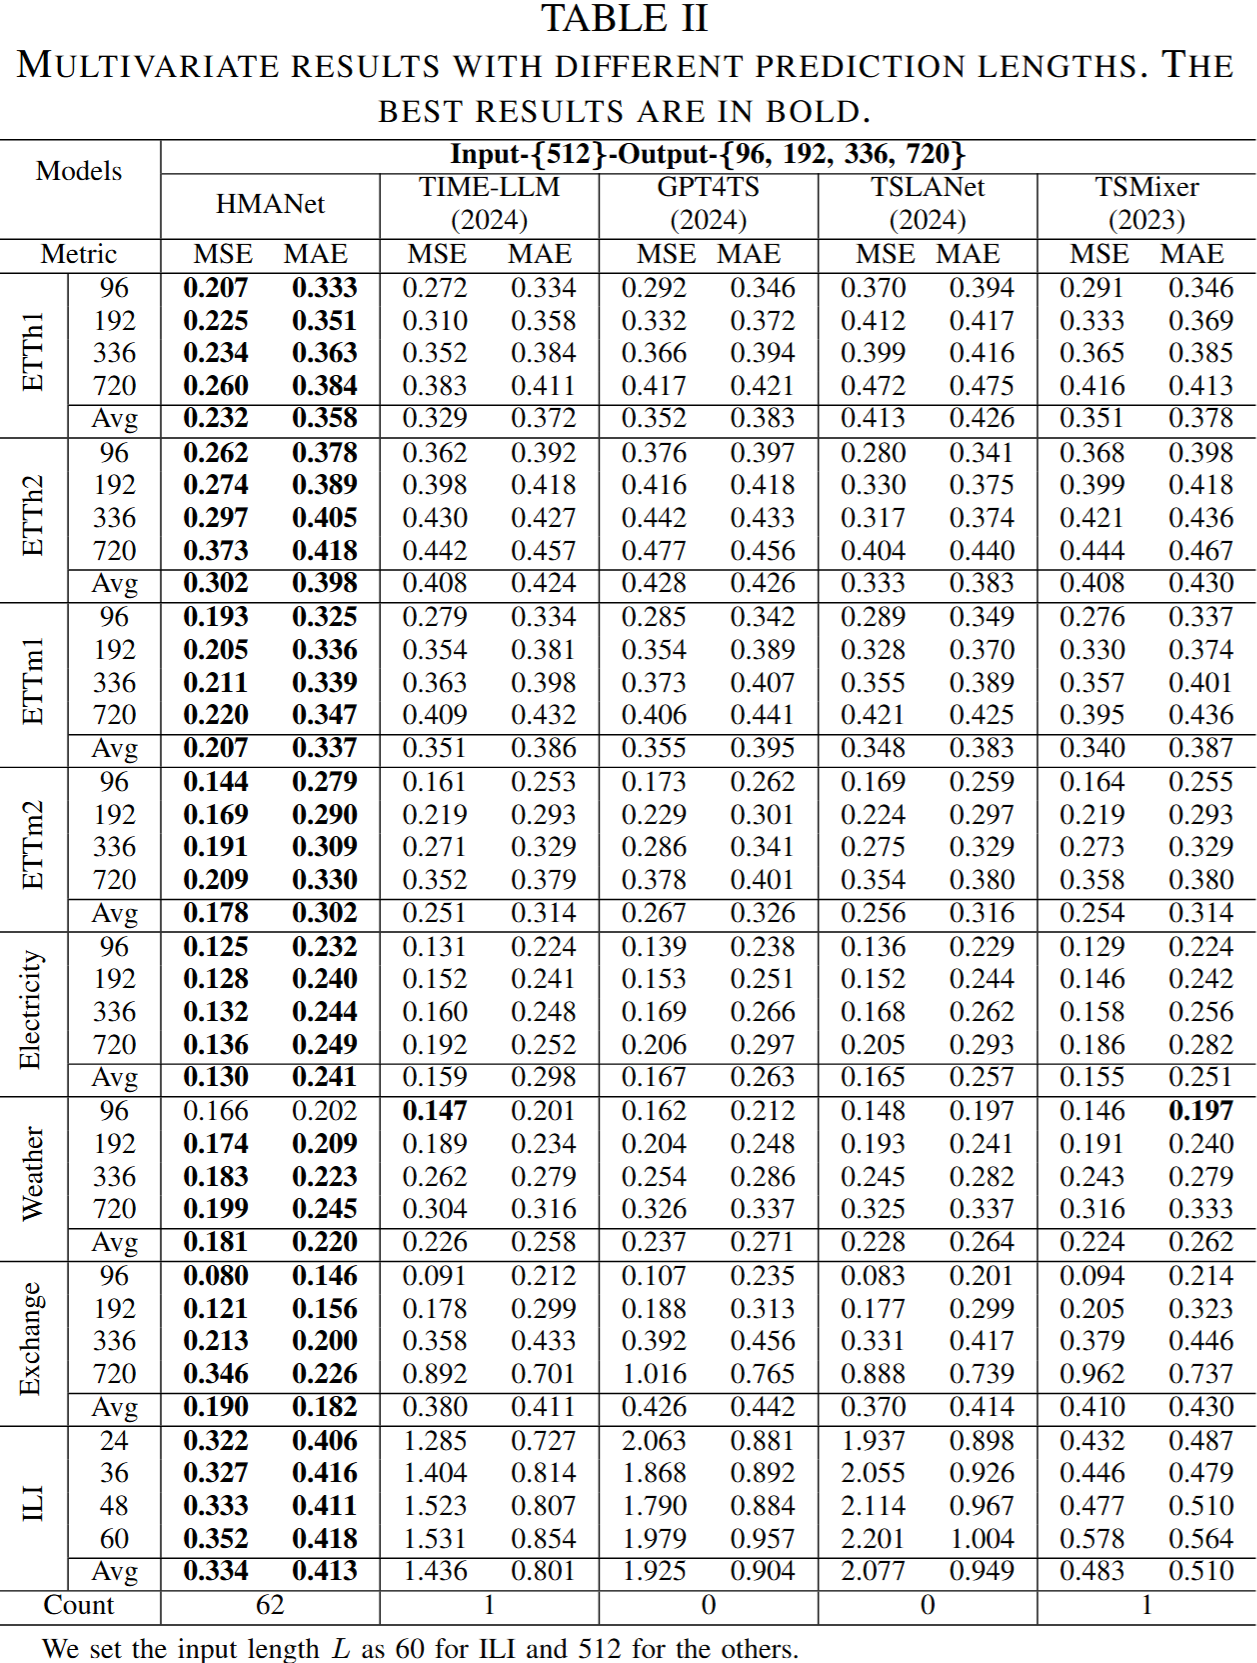 TABLE II
MULTIVARIATE RESULTS WITH DIFFERENT PREDICTION LENGTHS. THE
BEST RESULTS ARE IN BOLD.
Models Input-{512}-Output-{96, 192, 336, 720}
HMANet TIME-LLM (2024) GPT4TS (2024) TSLANet (2024) TSMixer (2023)
Metric MSE MAE MSE MAE MSE MAE MSE MAE MSE MAE
ETTh1
96 0.207 0.333 0.272 0.334 0.292 0.346 0.370 0.394 0.291 0.346
192 0.225 0.351 0.310 0.358 0.332 0.372 0.412 0.417 0.333 0.369
336 0.234 0.363 0.352 0.384 0.366 0.394 0.399 0.416 0.365 0.385
720 0.260 0.384 0.383 0.411 0.417 0.421 0.472 0.475 0.416 0.413
Avg 0.232 0.358 0.329 0.372 0.352 0.383 0.413 0.426 0.351 0.378
ETTh2
96 0.262 0.378 0.362 0.392 0.376 0.397 0.280 0.341 0.368 0.398
192 0.274 0.389 0.398 0.418 0.416 0.418 0.330 0.375 0.399 0.418
336 0.297 0.405 0.430 0.427 0.442 0.433 0.317 0.374 0.421 0.436
720 0.373 0.418 0.442 0.457 0.477 0.456 0.404 0.440 0.444 0.467
Avg 0.302 0.398 0.408 0.424 0.428 0.426 0.333 0.383 0.408 0.430
ETTm1
96 0.193 0.325 0.279 0.334 0.285 0.342 0.289 0.349 0.276 0.337
192 0.205 0.336 0.354 0.381 0.354 0.389 0.328 0.370 0.330 0.374
336 0.211 0.339 0.363 0.398 0.373 0.407 0.355 0.389 0.357 0.401
720 0.220 0.347 0.409 0.432 0.406 0.441 0.421 0.425 0.395 0.436
Avg 0.207 0.337 0.351 0.386 0.355 0.395 0.348 0.383 0.340 0.387
ETTm2
96 0.144 0.279 0.161 0.253 0.173 0.262 0.169 0.259 0.164 0.255
192 0.169 0.290 0.219 0.293 0.229 0.301 0.224 0.297 0.219 0.293
336 0.191 0.309 0.271 0.329 0.286 0.341 0.275 0.329 0.273 0.329
720 0.209 0.330 0.352 0.379 0.378 0.401 0.354 0.380 0.358 0.380
Avg 0.178 0.302 0.251 0.314 0.267 0.326 0.256 0.316 0.254 0.314
Electricity
96 0.125 0.232 0.131 0.224 0.139 0.238 0.136 0.229 0.129 0.224
192 0.128 0.240 0.152 0.241 0.153 0.251 0.152 0.244 0.146 0.242
336 0.132 0.244 0.160 0.248 0.169 0.266 0.168 0.262 0.158 0.256
720 0.136 0.249 0.192 0.252 0.206 0.297 0.205 0.293 0.186 0.282
Avg 0.130 0.241 0.159 0.298 0.167 0.263 0.165 0.257 0.155 0.251
Weather
96 0.166 0.202 0.147 0.201 0.162 0.212 0.148 0.197 0.146 0.197
192 0.174 0.209 0.189 0.234 0.204 0.248 0.193 0.241 0.191 0.240
336 0.183 0.223 0.262 0.279 0.254 0.286 0.245 0.282 0.243 0.279
720 0.199 0.245 0.304 0.316 0.326 0.337 0.325 0.337 0.316 0.333
Avg 0.181 0.220 0.226 0.258 0.237 0.271 0.228 0.264 0.224 0.262
Exchange
96 0.080 0.146 0.091 0.212 0.107 0.235 0.083 0.201 0.094 0.214
192 0.121 0.156 0.178 0.299 0.188 0.313 0.177 0.299 0.205 0.323
336 0.213 0.200 0.358 0.433 0.392 0.456 0.331 0.417 0.379 0.446
720 0.346 0.226 0.892 0.701 1.016 0.765 0.888 0.739 0.962 0.737
Avg 0.190 0.182 0.380 0.411 0.426 0.442 0.370 0.414 0.410 0.430
ILI
24 0.322 0.406 1.285 0.727 2.063 0.881 1.937 0.898 0.432 0.487
36 0.327 0.416 1.404 0.814 1.868 0.892 2.055 0.926 0.446 0.479
48 0.333 0.411 1.523 0.807 1.790 0.884 2.114 0.967 0.477 0.510
60 0.352 0.418 1.531 0.854 1.979 0.957 2.201 1.004 0.578 0.564
Avg 0.334 0.413 1.436 0.801 1.925 0.904 2.077 0.949 0.483 0.510
Count 62 1 0 0 1
We set the input length L as 60 for ILI and 512 for the others.